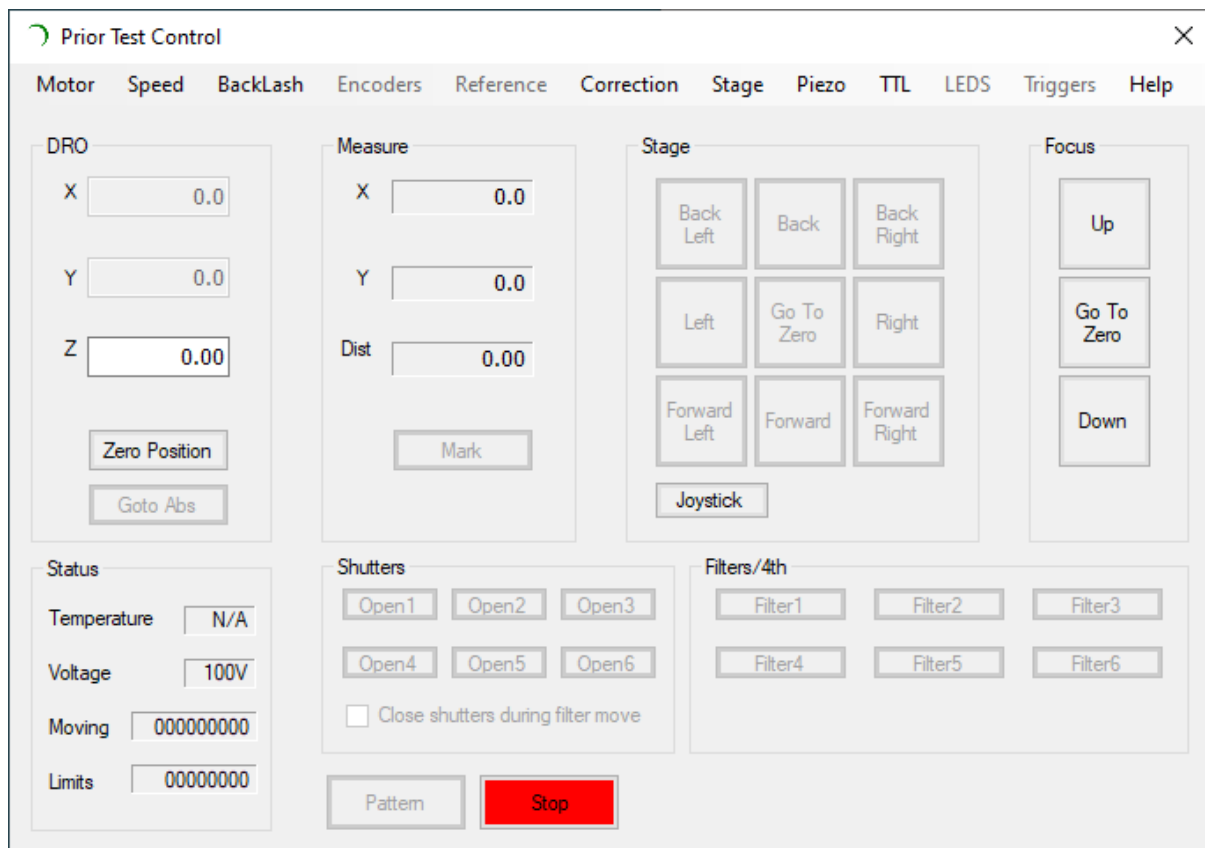 Prior Test Control
Motor Speed BackLash Encoders Reference Correction Stage Piezo TTL LEDS Triggers Help
DRO
X 0.0
Y 0.0
Z 0.00
Zero Position
Goto Abs
Measure
X 0.0
Y 0.0
Dist 0.00
Mark
Stage
Back
Left
Back
Back
Right
Left
Go To
Zero
Right
Forward
Left
Forward
Forward
Right
Joystick
Focus
Up
Go To
Zero
Down
Status
Temperature N/A
Voltage 100V
Moving 000000000
Limits 00000000
Shutters
Open1 Open2 Open3
Open4 Open5 Open6
Close shutters during filter move
Filters/4th
Filter1 Filter2 Filter3
Filter4 Filter5 Filter6
Pattern Stop